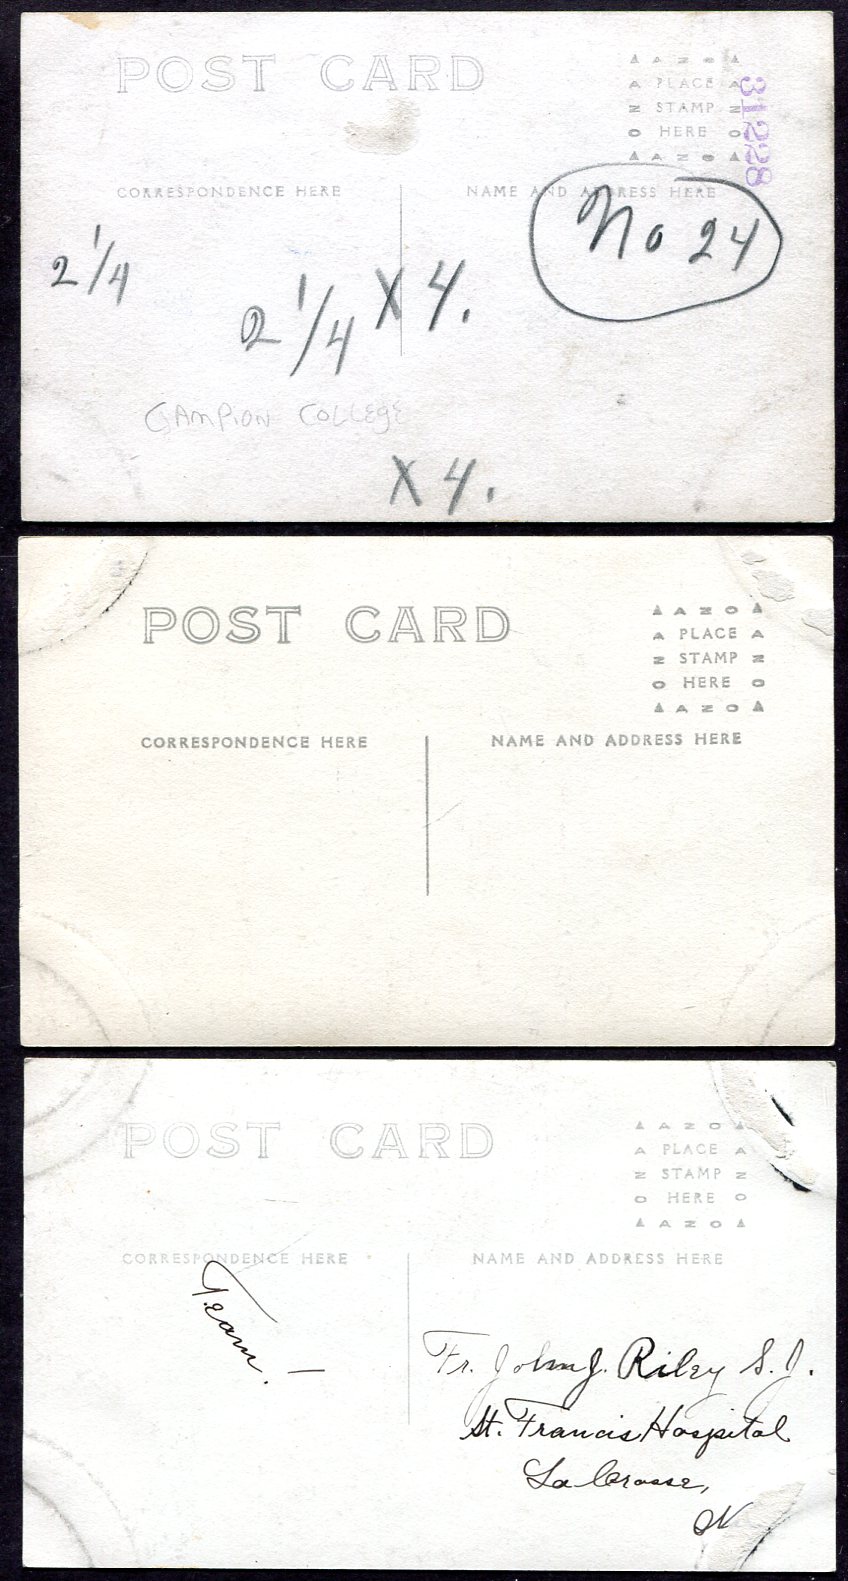 POST CARD
AZO
A PLACE A
Z STAMP Z
O HERE O
AZO
31228
CORRESPONDENCE HERE
NAME AND ADDRESS HERE
No 24
2 1/4
2 1/4 X 4.
CAMPION COLLEGE
X 4.
POST CARD
AZO
A PLACE A
Z STAMP Z
O HERE O
AZO
CORRESPONDENCE HERE
NAME AND ADDRESS HERE
POST CARD
AZO
A PLACE A
Z STAMP Z
O HERE O
AZO
CORRESPONDENCE HERE
NAME AND ADDRESS HERE
Team. —
Fr. John J. Riley S. J.
St. Francis Hospital
La Crosse,